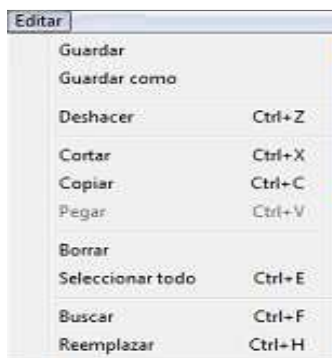 Editar
Guardar
Guardar como
Deshacer Ctrl+Z
Cortar Ctrl+X
Copiar Ctrl+C
Pegar Ctrl+V
Borrar
Seleccionar todo Ctrl+E
Buscar Ctrl+F
Reemplazar Ctrl+H